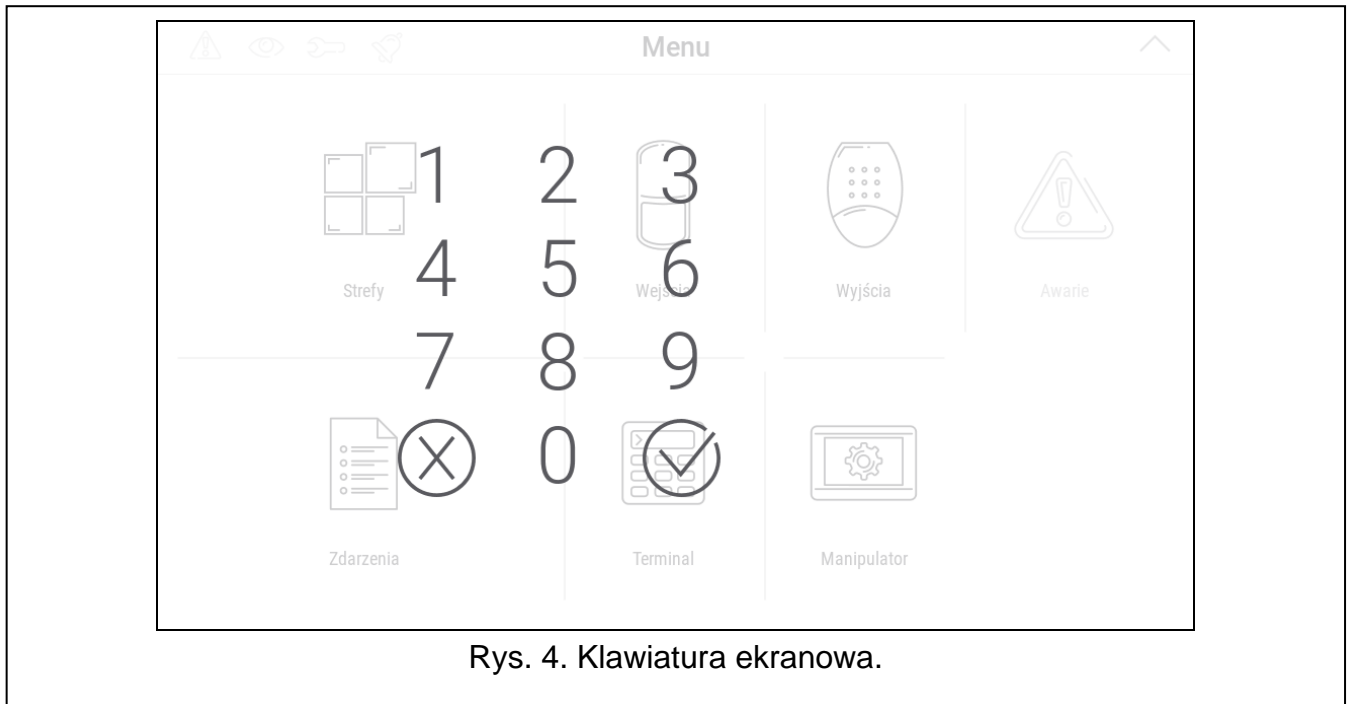 Menu
1 2 3
4 5 6
Strefy Wejścia Wyjścia Awarie
7 8 9
0
Zdarzenia Terminal Manipulator
Rys. 4. Klawiatura ekranowa.